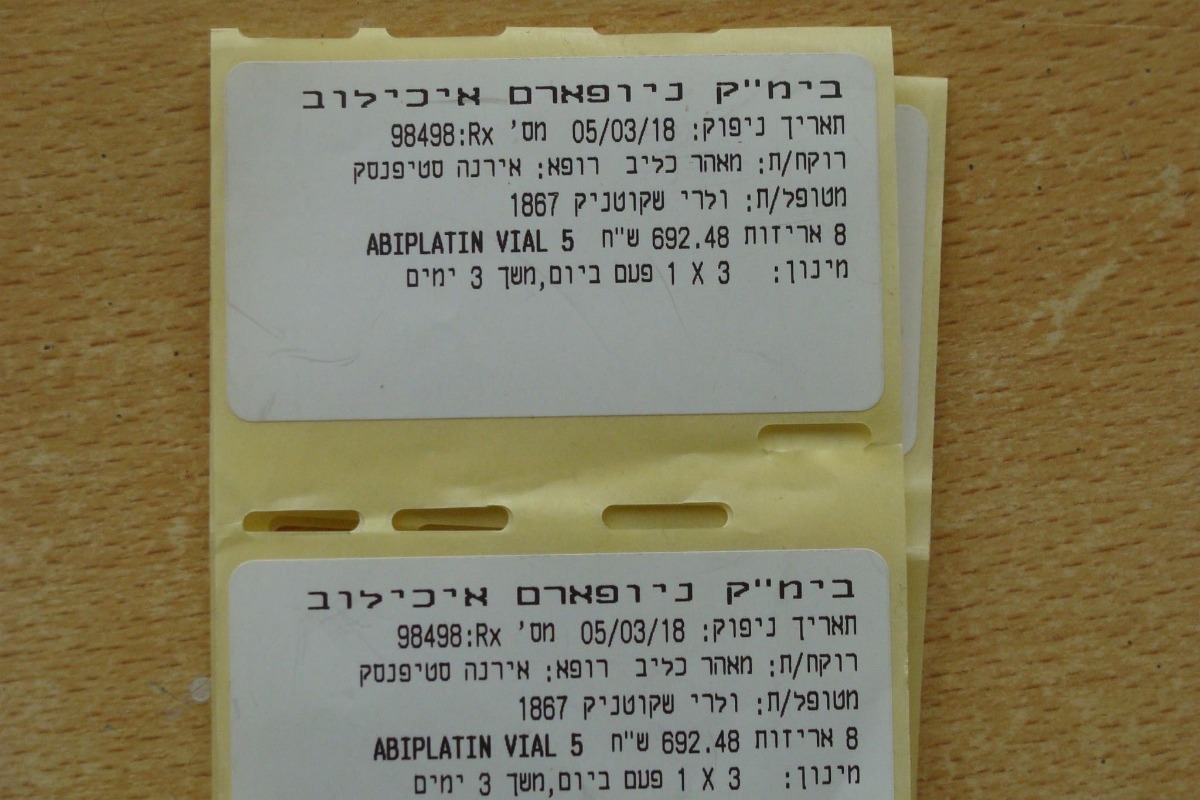 בימ"ק ניופארם איכילוב
תאריך ניפוק: 05/03/18 מס' Rx:98498
רוקח/ת: מאהר כליב רופא: אירנה סטיפנסק
מטופל/ת: ולרי שקוטניק 1867
8 אריזות 692.48 ש"ח ABIPLATIN VIAL 5
מינון: 3 X 1 פעם ביום,משך 3 ימים
בימ"ק ניופארם איכילוב
תאריך ניפוק: 05/03/18 מס' Rx:98498
רוקח/ת: מאהר כליב רופא: אירנה סטיפנסק
מטופל/ת: ולרי שקוטניק 1867
8 אריזות 692.48 ש"ח ABIPLATIN VIAL 5
מינון: 3 X 1 פעם ביום,משך 3 ימים